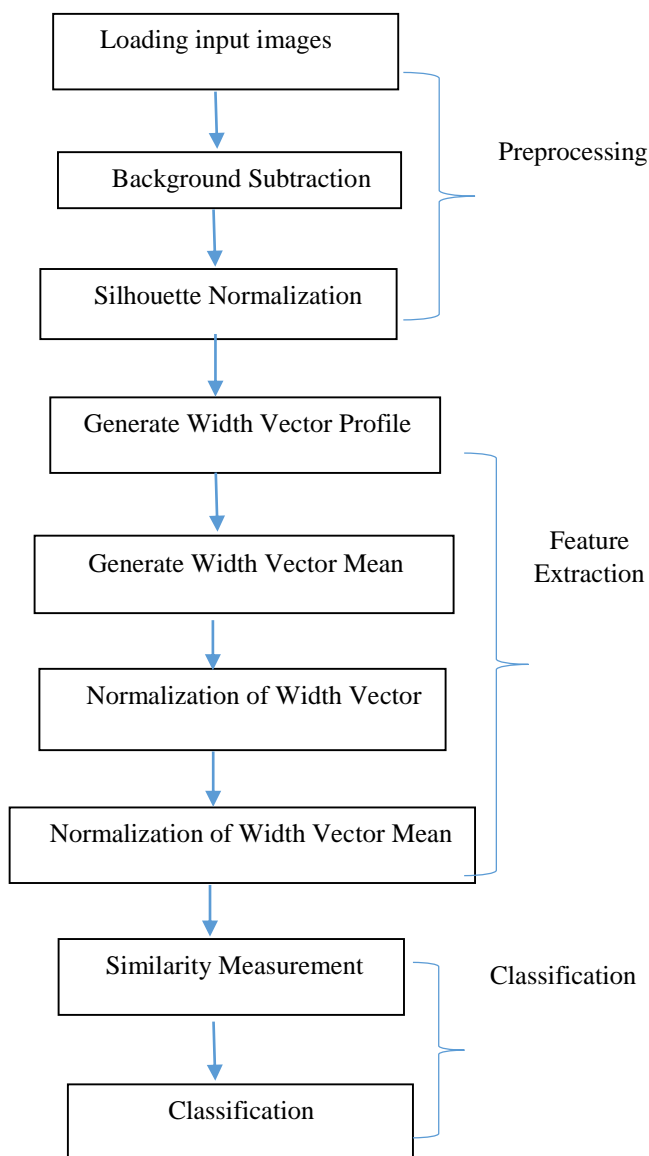 Loading input images
Preprocessing
Background Subtraction
Silhouette Normalization
Generate Width Vector Profile
Generate Width Vector Mean
Feature
Extraction
Normalization of Width Vector
Normalization of Width Vector Mean
Similarity Measurement
Classification
Classification